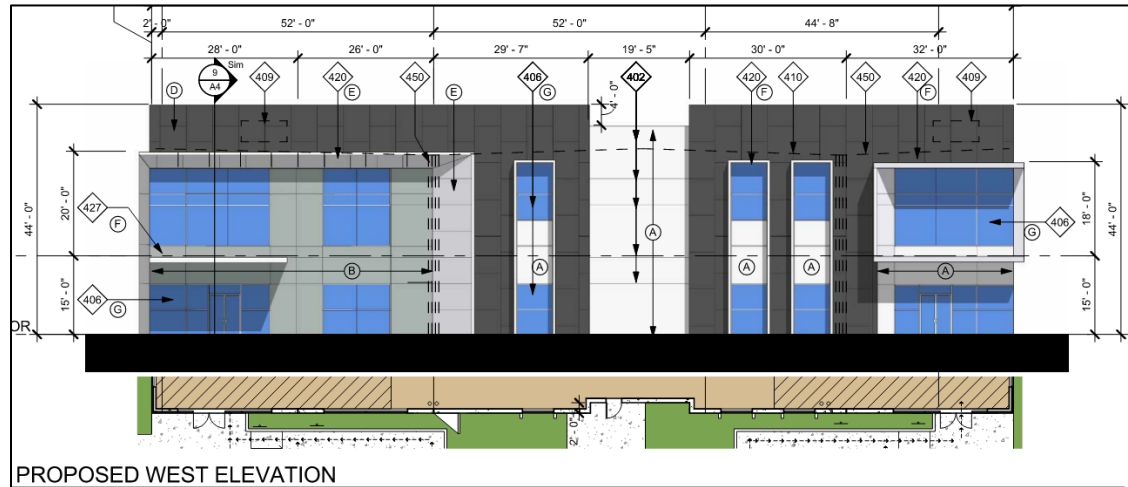 2' - 0" 52' - 0" 52' - 0" 44' - 8"
28' - 0" 26' - 0" 29' - 7" 19' - 5" 30' - 0" 32' - 0"
9 Sim
A4
409 420 450 406 402 420 410 450 420 409
D E E G F F
4' - 0"
44' - 0" 20' - 0" 15' - 0"
427
F
406
G
B
A
A
A
A
A
406
G
18' - 0" 15' - 0" 44' - 0"
OR
2' - 0"
PROPOSED WEST ELEVATION